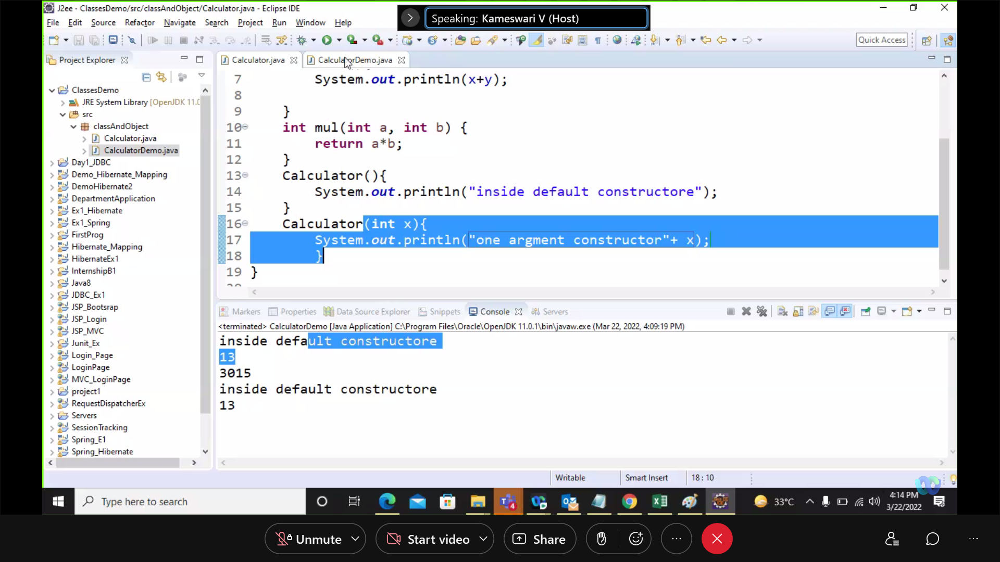 J2ee - ClassesDemo/src/classAndObject/Calculator.java - Eclipse IDE
Speaking: Kameswari V (Host)
File Edit Source Refactor Navigate Search Project Run Window Help
Quick Access
Project Explorer
Calculator.java
CalculatorDemo.java
ClassesDemo
JRE System Library [OpenJDK 11.0
src
classAndObject
Calculator.java
CalculatorDemo.java
Day1_JDBC
Demo_Hibernate_Mapping
DemoHibernate2
DepartmentApplication
Ex1_Hibernate
Ex1_Spring
FirstProg
Hibernate_Mapping
HibernateEx1
InternshipB1
Java8
JDBC_Ex1
JSP_Bootsrap
JSP_Login
JSP_MVC
Junit_Ex
Login_Page
LoginPage
MVC_LoginPage
project1
RequestDispatcherEx
Servers
SessionTracking
Spring_E1
Spring_Hibernate
7 System.out.println(x+y);
8
9 }
10 int mul(int a, int b) {
11 return a*b;
12 }
13 Calculator(){
14 System.out.println("inside default constructore");
15 }
16 Calculator(int x){
17 System.out.println("one argment constructor"+ x);
18 }
19 }
Markers Properties Data Source Explorer Snippets Console Servers
<terminated> CalculatorDemo [Java Application] C:\Program Files\Oracle\OpenJDK 11.0.1\bin\javaw.exe (Mar 22, 2022, 4:09:19 PM)
inside default constructore
13
3015
inside default constructore
13
Writable Smart Insert 18 : 10
Type here to search
4
33°C
4:14 PM
3/22/2022
Unmute Start video Share